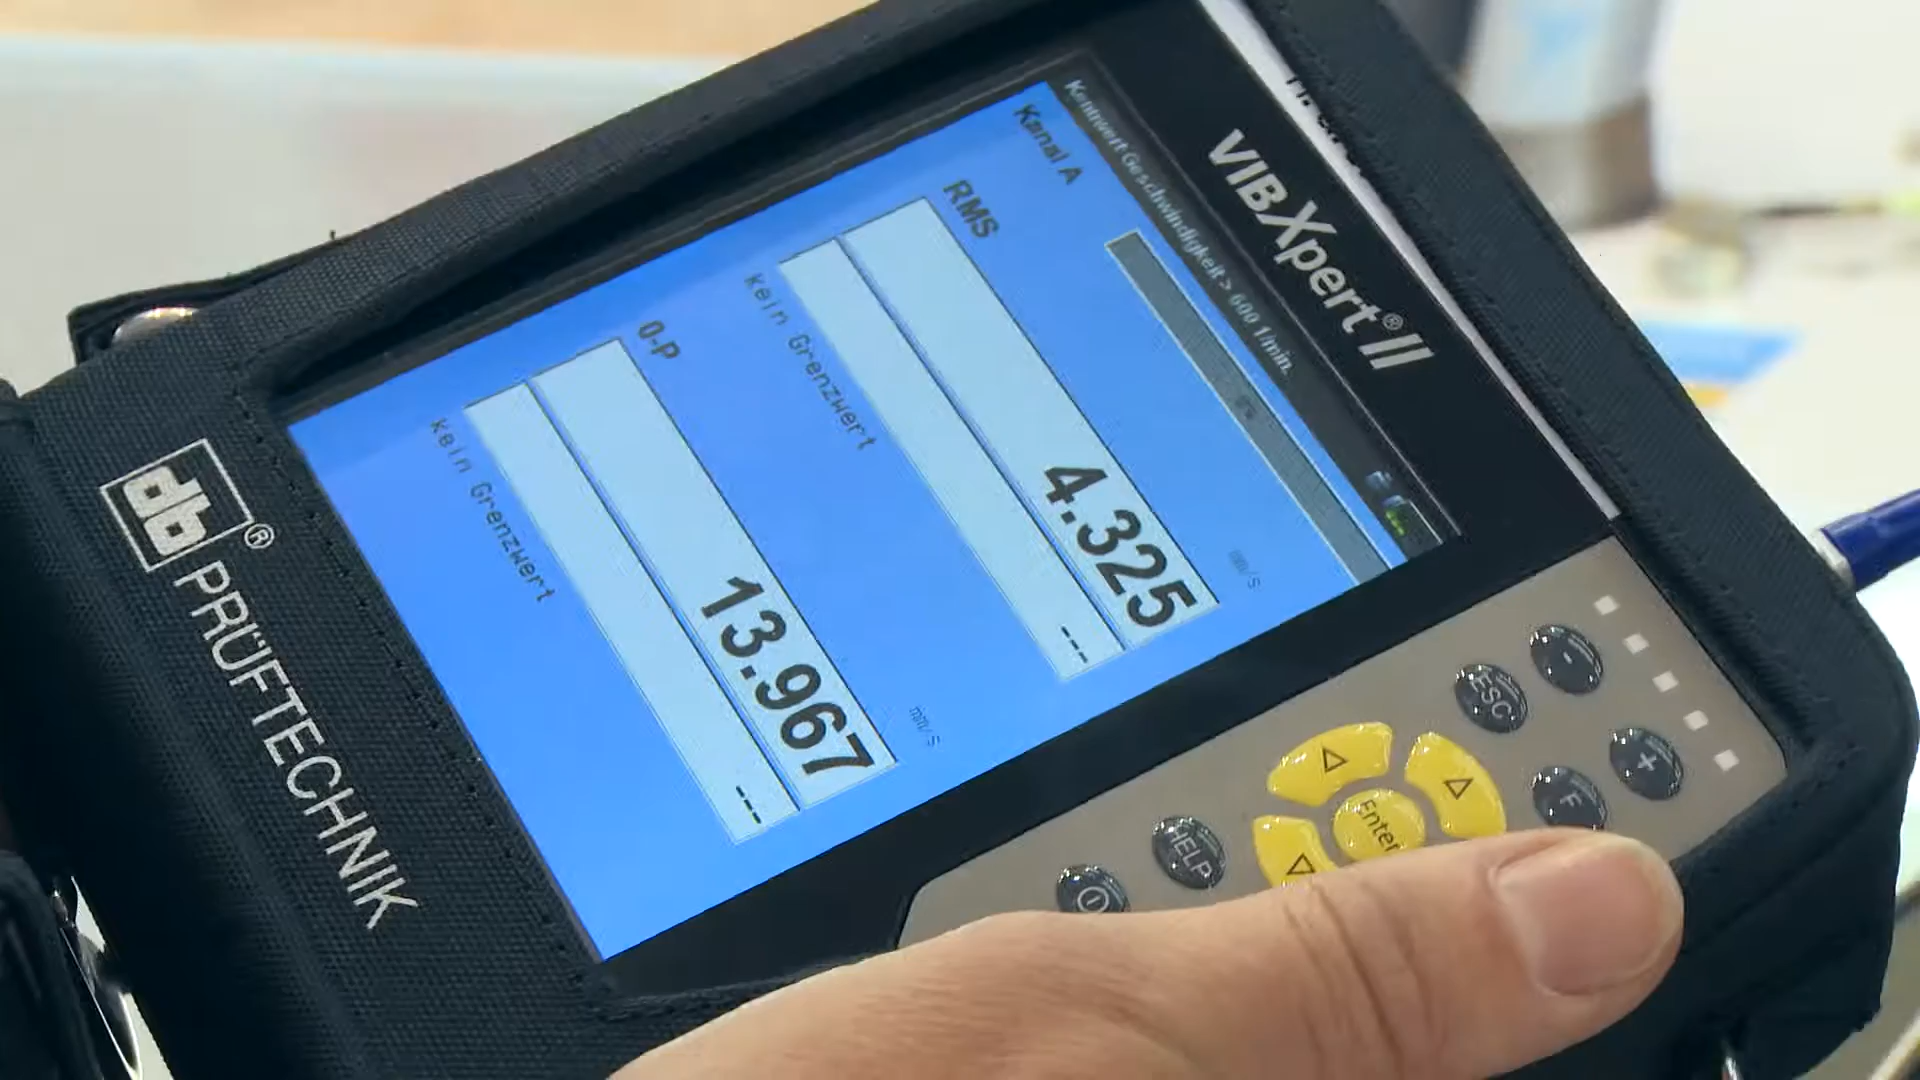 VIBXpert® II
Kennwert Geschwindigkeit > 600 1/min.
Kanal A
RMS
4.325
mm/s
---
kein Grenzwert
0-P
13.967
mm/s
---
kein Grenzwert
db®
PRÜFTECHNIK
-
ESC
+
F
Enter
HELP